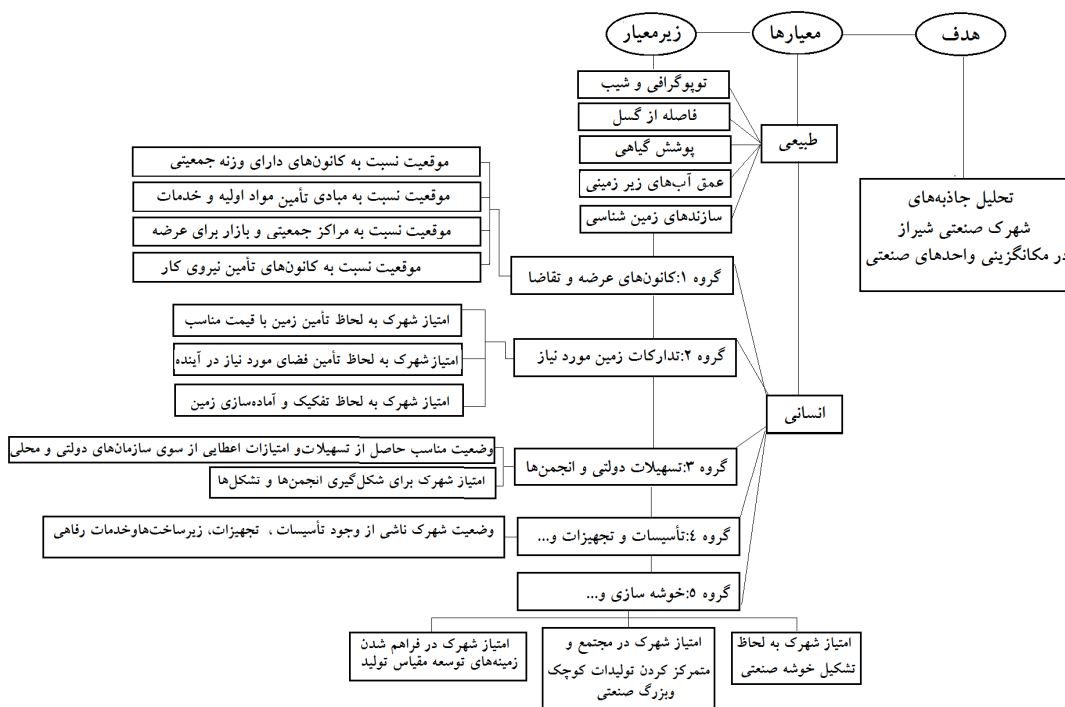 هدف
معیارها
زیرمعیار
توپوگرافی و شیب
فاصله از گسل
پوشش گیاهی
عمق آب‌های زیر زمینی
سازندهای زمین شناسی
طبیعی
تحلیل جاذبه‌های
شهرک صنعتی شیراز
در مکانگزینی واحدهای صنعتی
موقعیت نسبت به کانون‌های دارای وزنه جمعیتی
موقعیت نسبت به مبادی تأمین مواد اولیه و خدمات
موقعیت نسبت به مراکز جمعیتی و بازار برای عرضه
موقعیت نسبت به کانون‌های تأمین نیروی کار
گروه ۱:کانون‌های عرضه و تقاضا
امتیاز شهرک به لحاظ تأمین زمین با قیمت مناسب
امتیاز شهرک به لحاظ تأمین فضای مورد نیاز در آینده
امتیاز شهرک به لحاظ تفکیک و آماده‌سازی زمین
گروه ۲:تدارکات زمین مورد نیاز
انسانی
وضعیت مناسب حاصل از تسهیلات‌و امتیازات اعطایی از سوی سازمان‌های دولتی و محلی
امتیاز شهرک برای شکل‌گیری انجمن‌ها و تشکل‌ها
گروه ۳:تسهیلات دولتی و انجمن‌ها
وضعیت شهرک ناشی از وجود تأسیسات ، تجهیزات، زیرساخت‌هاوخدمات رفاهی
گروه ٤:تأسیسات و تجهیزات و...
گروه ٥:خوشه سازی و...
امتیاز شهرک به لحاظ
تشکیل خوشه صنعتی
امتیاز شهرک در مجتمع و
متمرکز کردن تولیدات کوچک
وبزرگ صنعتی
امتیاز شهرک در فراهم شدن
زمینه‌های توسعه مقیاس تولید